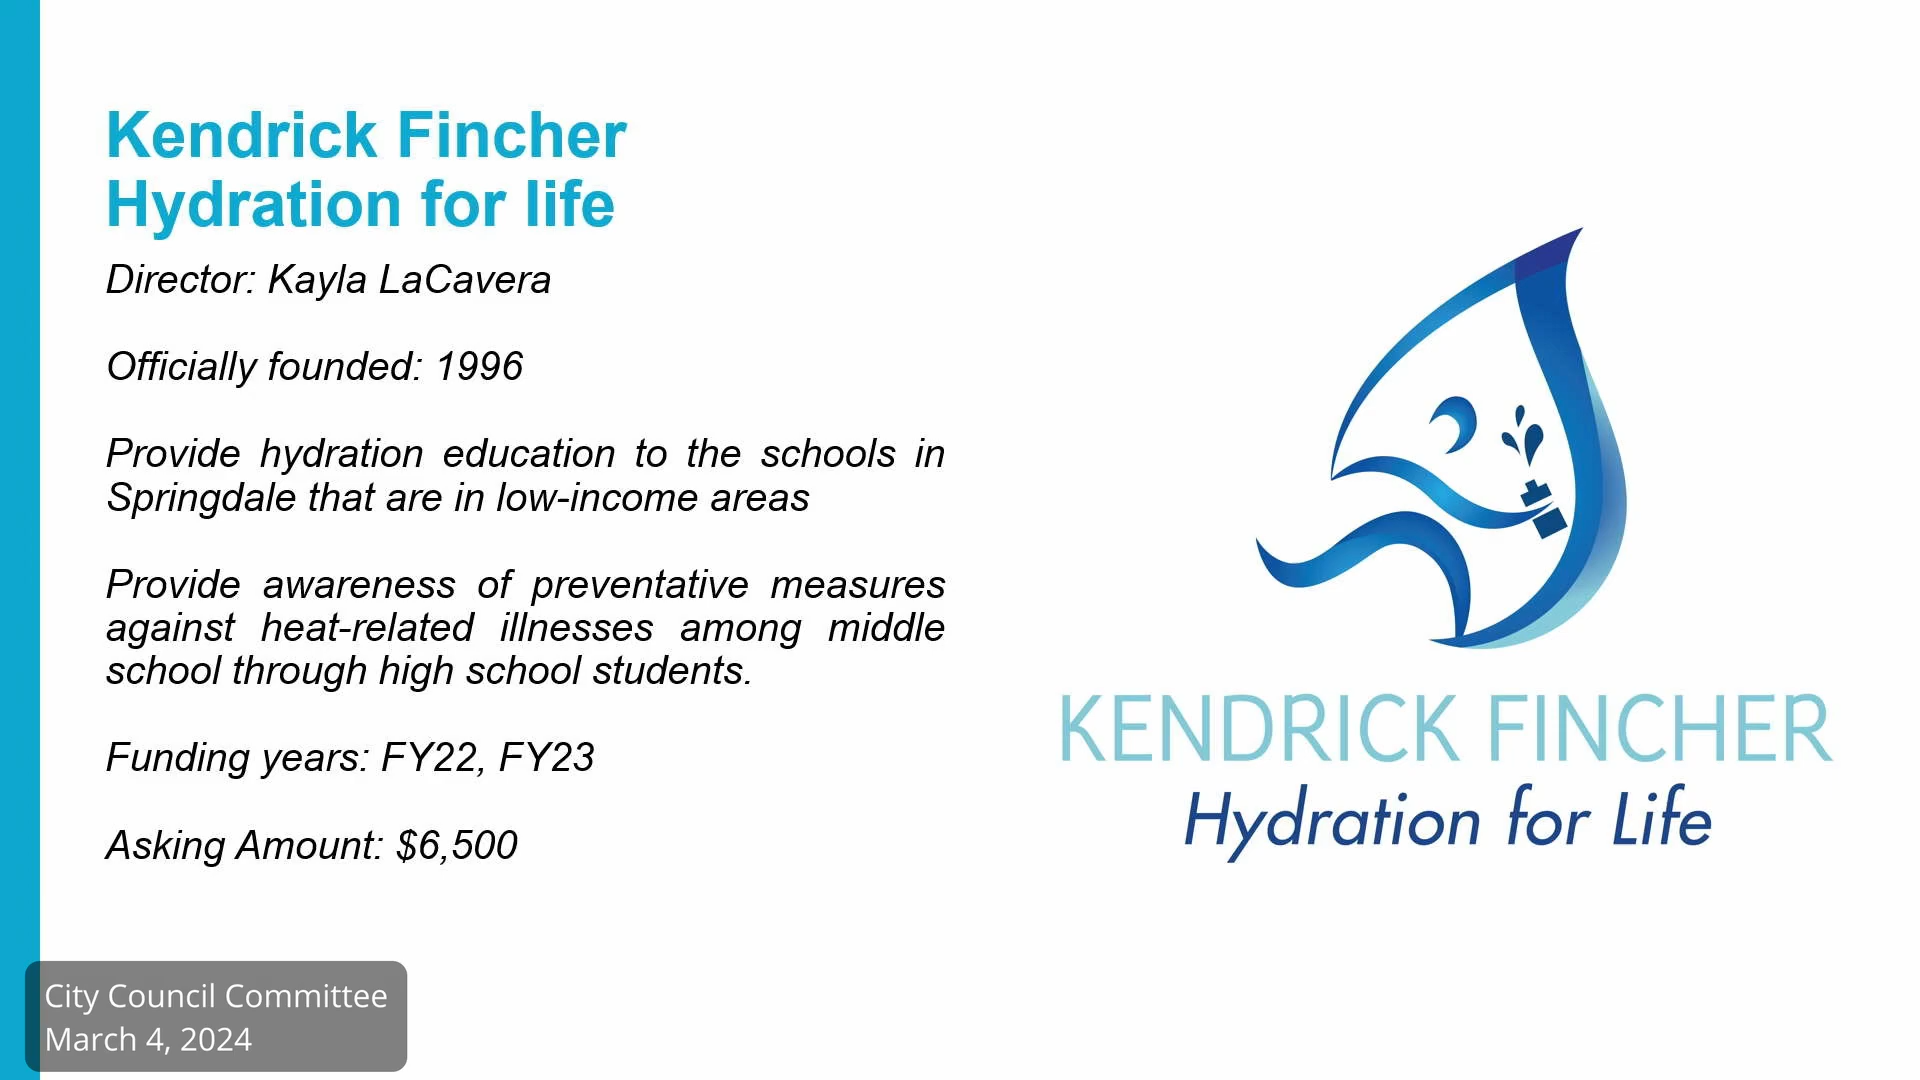 Kendrick Fincher
Hydration for life
Director: Kayla LaCavera
Officially founded: 1996
Provide hydration education to the schools in
Springdale that are in low-income areas
Provide awareness of preventative measures
against heat-related illnesses among middle
school through high school students.
Funding years: FY22, FY23
Asking Amount: $6,500
KENDRICK FINCHER
Hydration for Life
City Council Committee
March 4, 2024